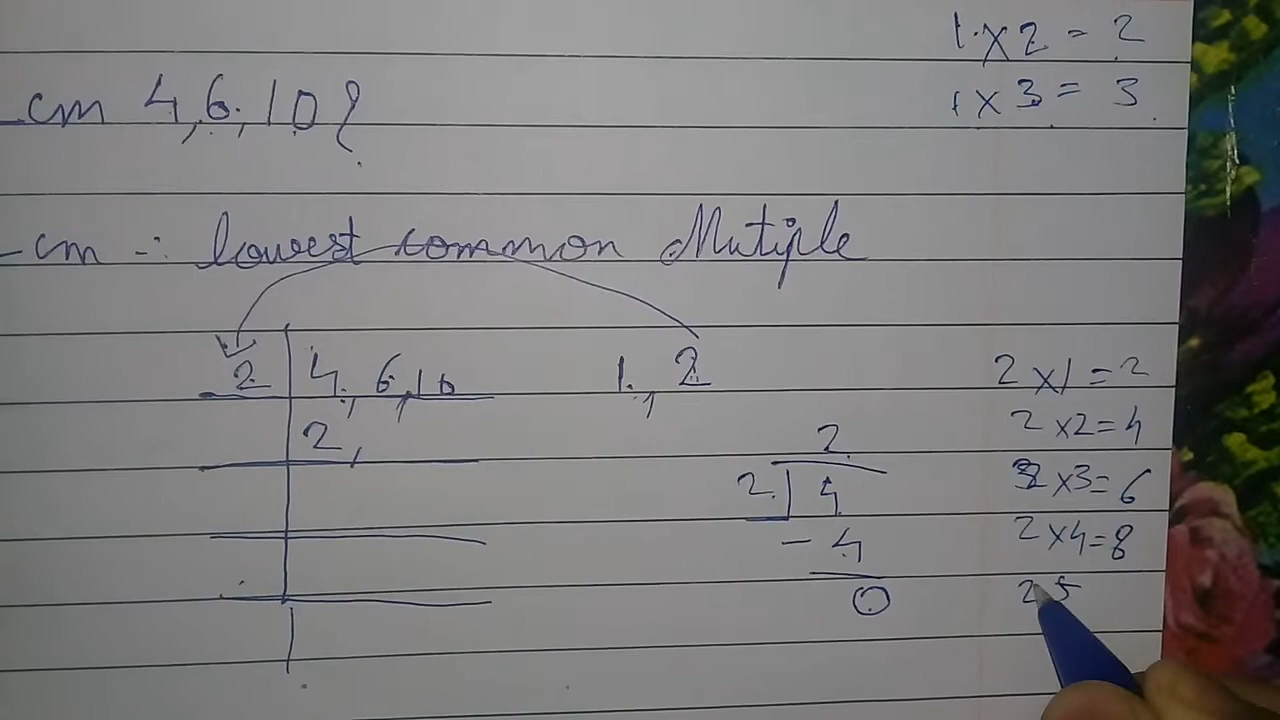 1 x 2 = 2
1 x 3 = 3
cm 4, 6, 10?
cm :- lowest common Mutiple
2 | 4, 6, 10
2,
1, 2
2
2 | 4
- 4
0
2 x 1 = 2
2 x 2 = 4
2 x 3 = 6
2 x 4 = 8
2 5